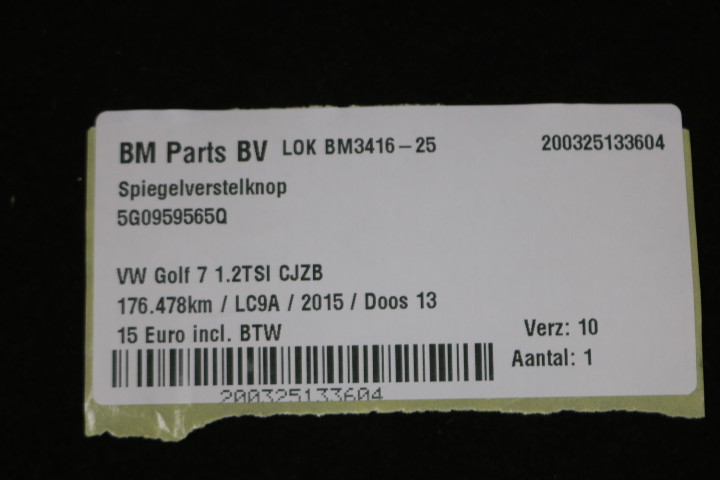 BM Parts BV LOK BM3416-25 200325133604
Spiegelverstelknop
5G0959565Q
VW Golf 7 1.2TSI CJZB
176.478km / LC9A / 2015 / Doos 13
15 Euro incl. BTW Verz: 10
Aantal: 1
200325133604